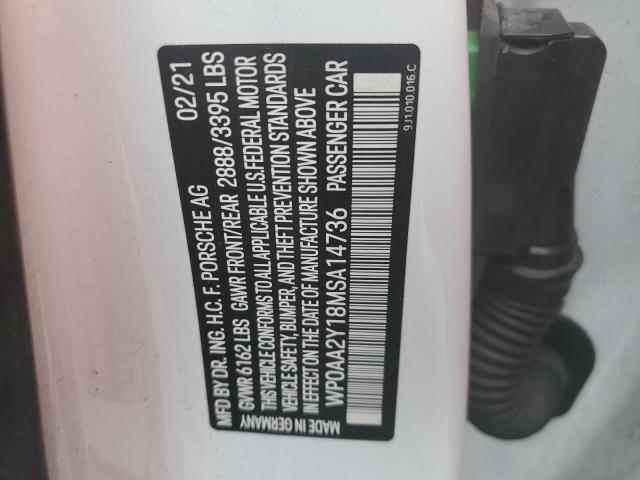 MFD BY DR. ING. H.C. F. PORSCHE AG 02/21
GVWR 6162 LBS GAWR FRONT/REAR 2888/3395 LBS
THIS VEHICLE CONFORMS TO ALL APPLICABLE U.S.FEDERAL MOTOR
VEHICLE SAFETY, BUMPER, AND THEFT PREVENTION STANDARDS
IN EFFECT ON THE DATE OF MANUFACTURE SHOWN ABOVE
MADE IN GERMANY
WP0AA2Y18MSA14736 PASSENGER CAR
9J1.010.016.C